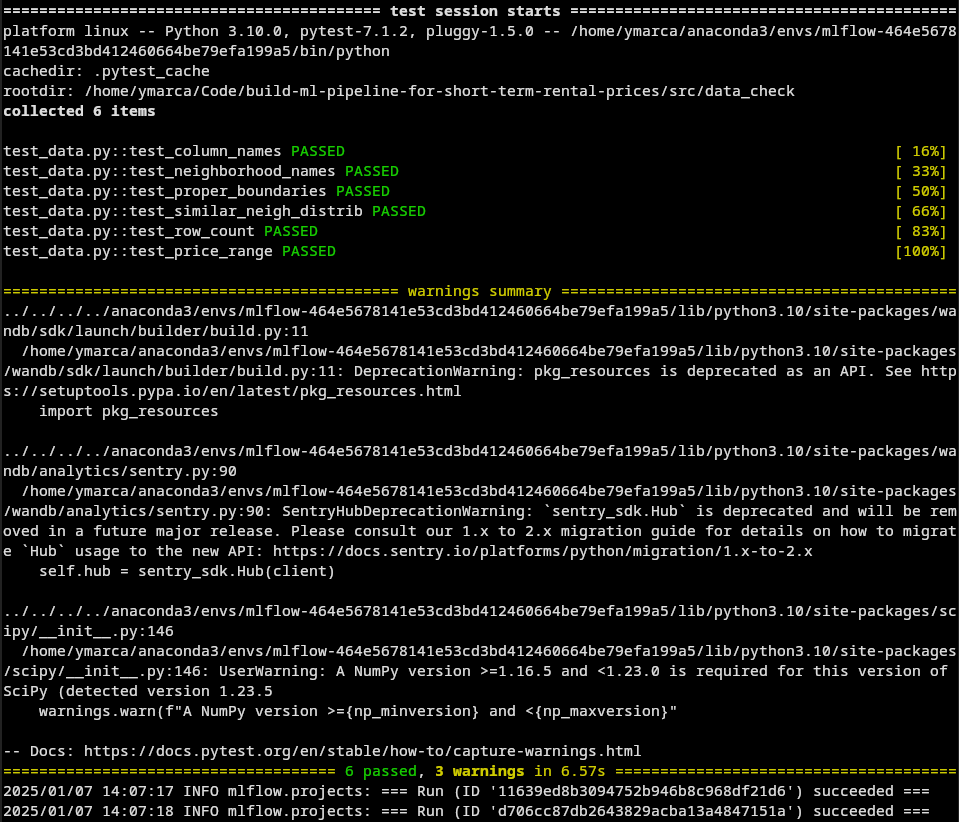 ========================================== test session starts ===========================================
platform linux -- Python 3.10.0, pytest-7.1.2, pluggy-1.5.0 -- /home/ymarca/anaconda3/envs/mlflow-464e5678
141e53cd3bd412460664be79efa199a5/bin/python
cachedir: .pytest_cache
rootdir: /home/ymarca/Code/build-ml-pipeline-for-short-term-rental-prices/src/data_check
collected 6 items
test_data.py::test_column_names PASSED [ 16%]
test_data.py::test_neighborhood_names PASSED [ 33%]
test_data.py::test_proper_boundaries PASSED [ 50%]
test_data.py::test_similar_neigh_distrib PASSED [ 66%]
test_data.py::test_row_count PASSED [ 83%]
test_data.py::test_price_range PASSED [100%]
============================================ warnings summary ============================================
../../../../anaconda3/envs/mlflow-464e5678141e53cd3bd412460664be79efa199a5/lib/python3.10/site-packages/wa
ndb/sdk/launch/builder/build.py:11
/home/ymarca/anaconda3/envs/mlflow-464e5678141e53cd3bd412460664be79efa199a5/lib/python3.10/site-packages
/wandb/sdk/launch/builder/build.py:11: DeprecationWarning: pkg_resources is deprecated as an API. See http
s://setuptools.pypa.io/en/latest/pkg_resources.html
import pkg_resources
../../../../anaconda3/envs/mlflow-464e5678141e53cd3bd412460664be79efa199a5/lib/python3.10/site-packages/wa
ndb/analytics/sentry.py:90
/home/ymarca/anaconda3/envs/mlflow-464e5678141e53cd3bd412460664be79efa199a5/lib/python3.10/site-packages
/wandb/analytics/sentry.py:90: SentryHubDeprecationWarning: `sentry_sdk.Hub` is deprecated and will be rem
oved in a future major release. Please consult our 1.x to 2.x migration guide for details on how to migrat
e `Hub` usage to the new API: https://docs.sentry.io/platforms/python/migration/1.x-to-2.x
self.hub = sentry_sdk.Hub(client)
../../../../anaconda3/envs/mlflow-464e5678141e53cd3bd412460664be79efa199a5/lib/python3.10/site-packages/sc
ipy/__init__.py:146
/home/ymarca/anaconda3/envs/mlflow-464e5678141e53cd3bd412460664be79efa199a5/lib/python3.10/site-packages
/scipy/__init__.py:146: UserWarning: A NumPy version >=1.16.5 and <1.23.0 is required for this version of
SciPy (detected version 1.23.5
warnings.warn(f"A NumPy version >={np_minversion} and <{np_maxversion}"
-- Docs: https://docs.pytest.org/en/stable/how-to/capture-warnings.html
===================================== 6 passed, 3 warnings in 6.57s ======================================
2025/01/07 14:07:17 INFO mlflow.projects: === Run (ID '11639ed8b3094752b946b8c968df21d6') succeeded ===
2025/01/07 14:07:18 INFO mlflow.projects: === Run (ID 'd706cc87db2643829acba13a4847151a') succeeded ===